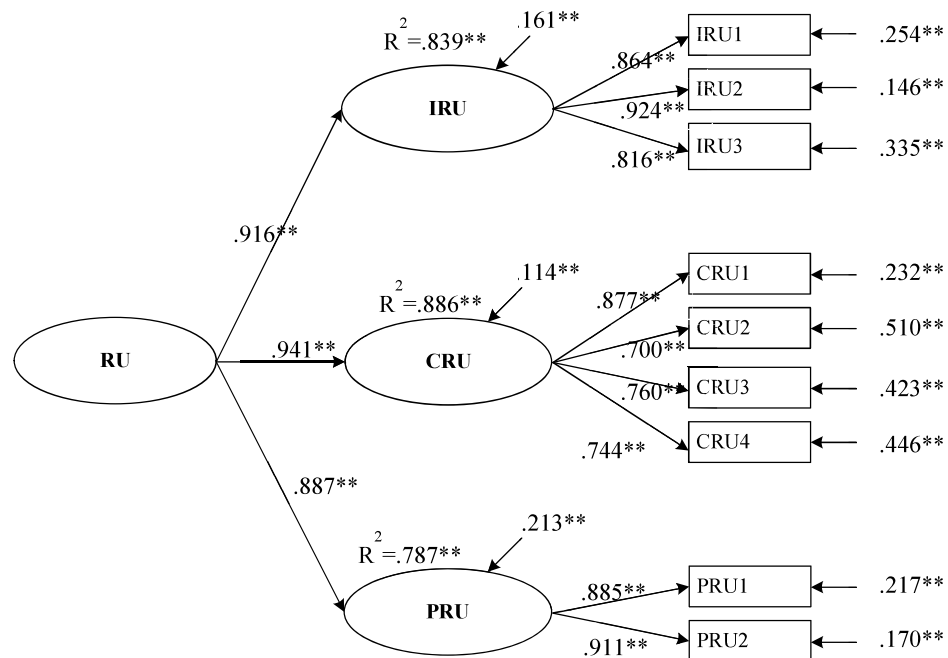 .161**
R²=.839**
IRU
.864**
.924**
.816**
IRU1
.254**
IRU2
.146**
IRU3
.335**
.916**
RU
.941**
.887**
.114**
R²=.886**
CRU
.877**
.700**
.760**
.744**
CRU1
.232**
CRU2
.510**
CRU3
.423**
CRU4
.446**
.213**
R²=.787**
PRU
.885**
.911**
PRU1
.217**
PRU2
.170**